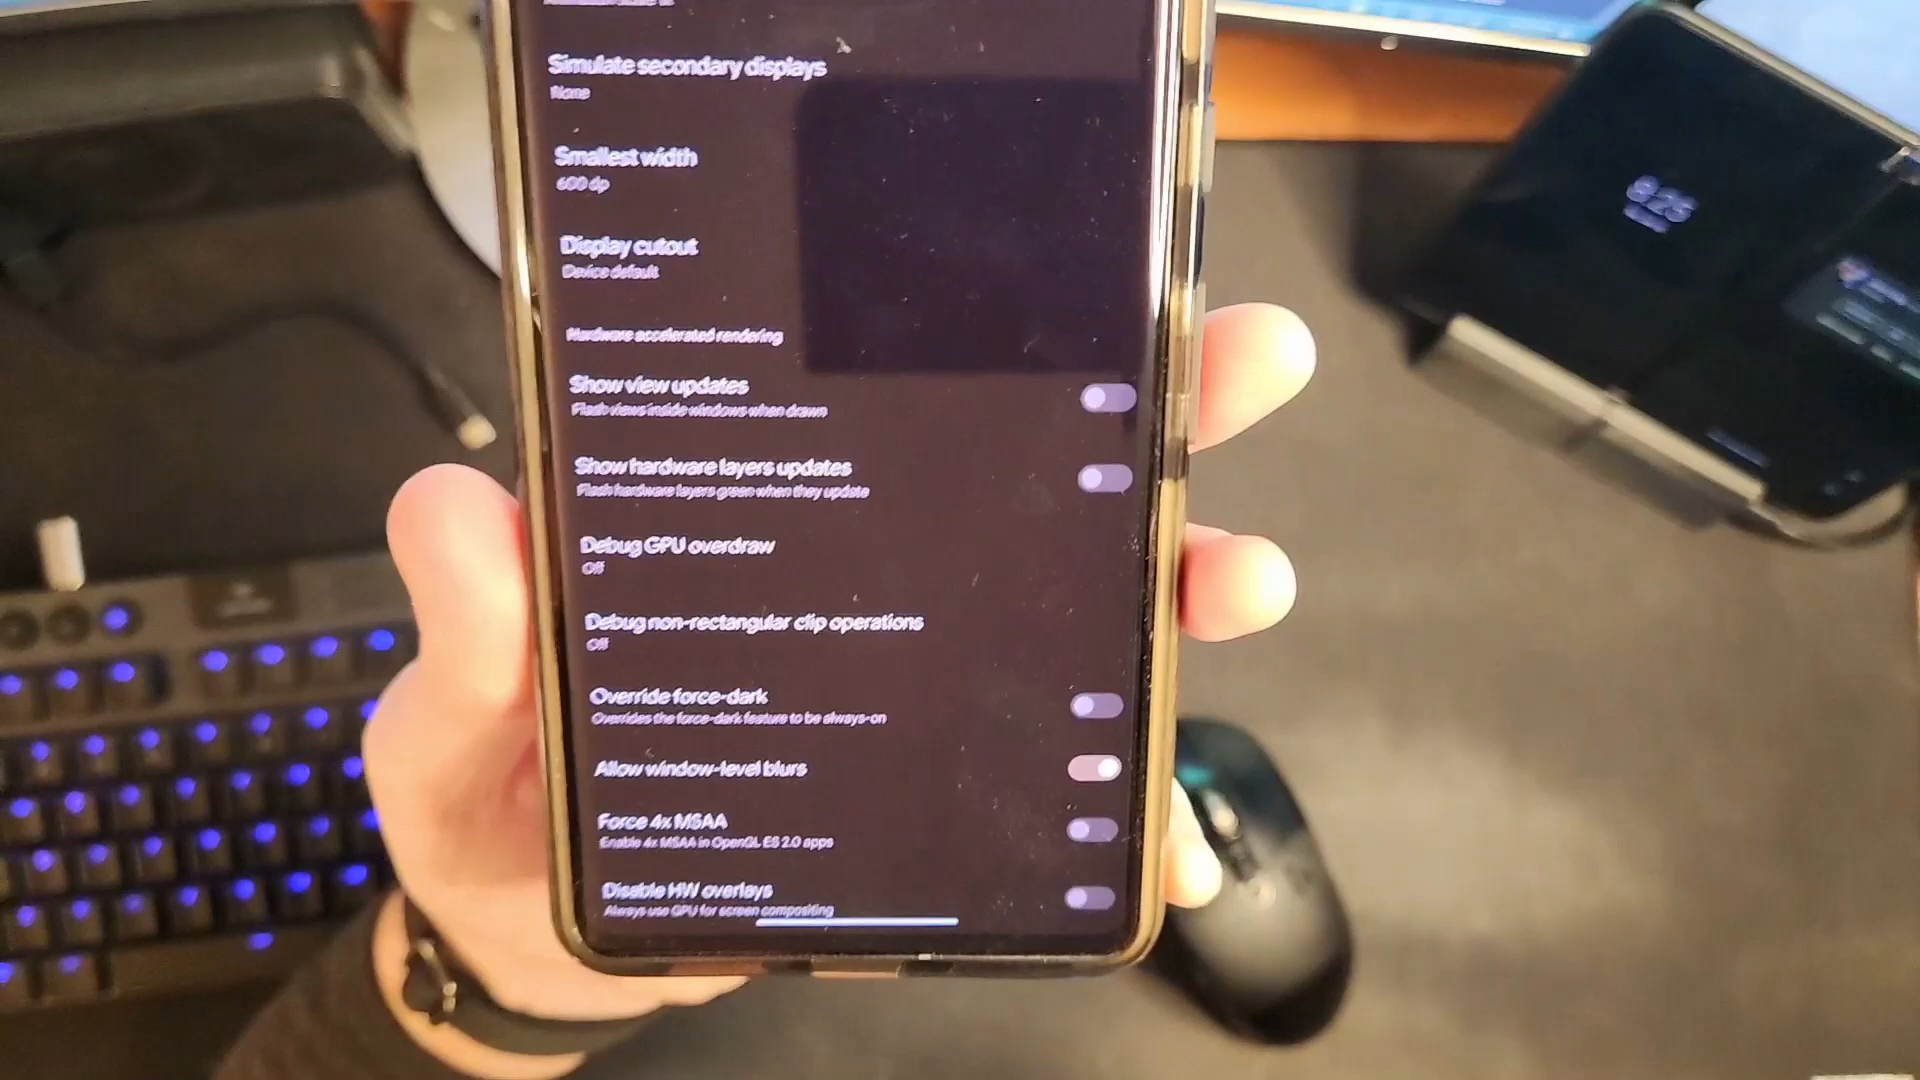 Simulate secondary displays
None
Smallest width
600 dp
Display cutout
Device default
Hardware accelerated rendering
Show view updates
Flash views inside windows when drawn
Show hardware layers updates
Flash hardware layers green when they update
Debug GPU overdraw
Off
Debug non-rectangular clip operations
Off
Override force-dark
Overrides the force-dark feature to be always-on
Allow window-level blurs
Force 4x MSAA
Enable 4x MSAA in OpenGL ES 2.0 apps
Disable HW overlays
Always use GPU for screen compositing
8:25